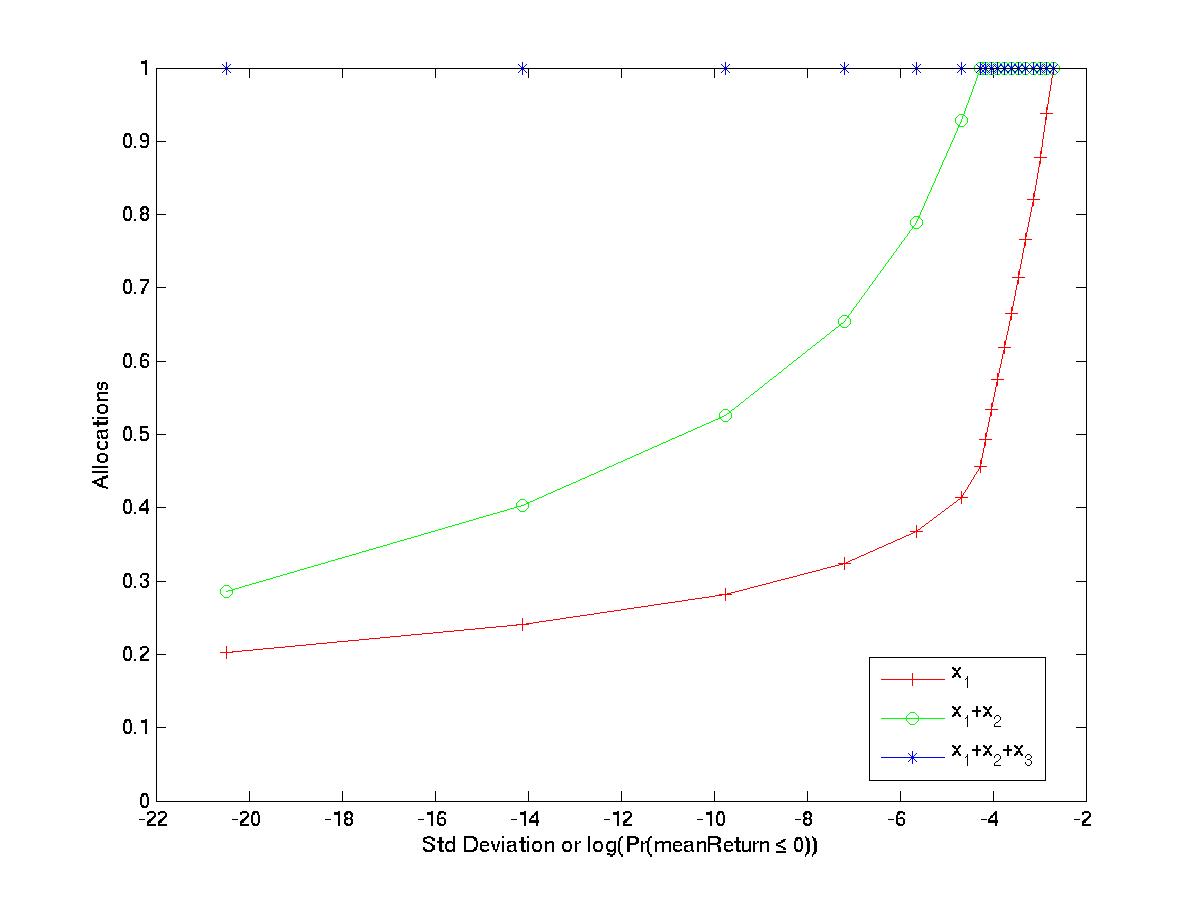 1
0.9
0.8
0.7
0.6
0.5
0.4
0.3
0.2
0.1
0
Allocations
-22 -20 -18 -16 -14 -12 -10 -8 -6 -4 -2
Std Deviation or log(Pr(meanReturn ≤ 0))
x₁
x₁+x₂
x₁+x₂+x₃